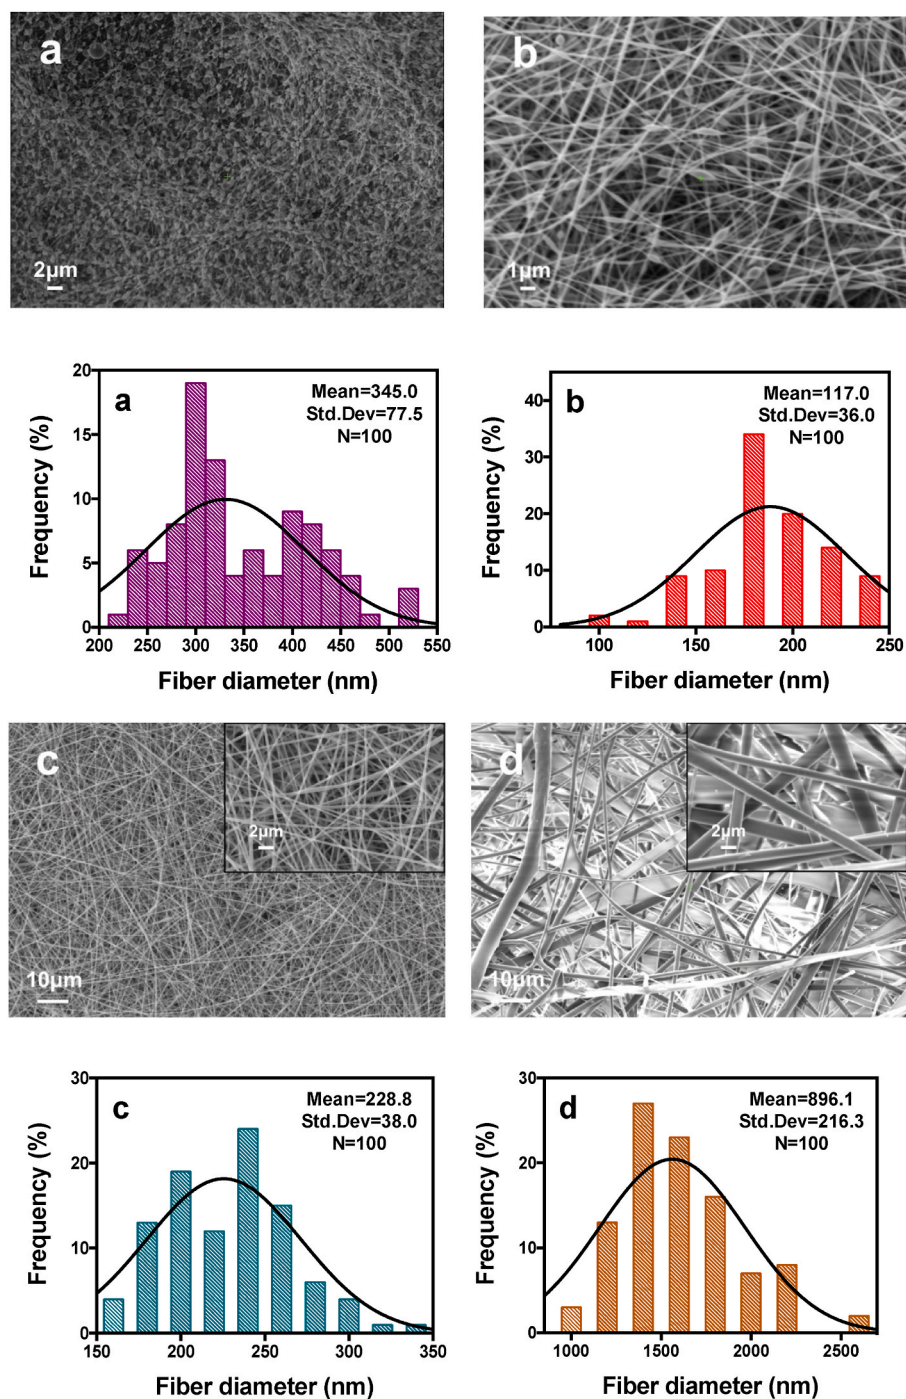 a
2μm
b
1μm
a
Mean=345.0
Std.Dev=77.5
N=100
Frequency (%)
20
15
10
5
0
200 250 300 350 400 450 500 550
Fiber diameter (nm)
b
Mean=117.0
Std.Dev=36.0
N=100
Frequency (%)
40
30
20
10
0
100 150 200 250
Fiber diameter (nm)
c
2μm
10μm
d
2μm
10μm
c
Mean=228.8
Std.Dev=38.0
N=100
Frequency (%)
30
20
10
0
150 200 250 300 350
Fiber diameter (nm)
d
Mean=896.1
Std.Dev=216.3
N=100
Frequency (%)
30
20
10
0
1000 1500 2000 2500
Fiber diameter (nm)